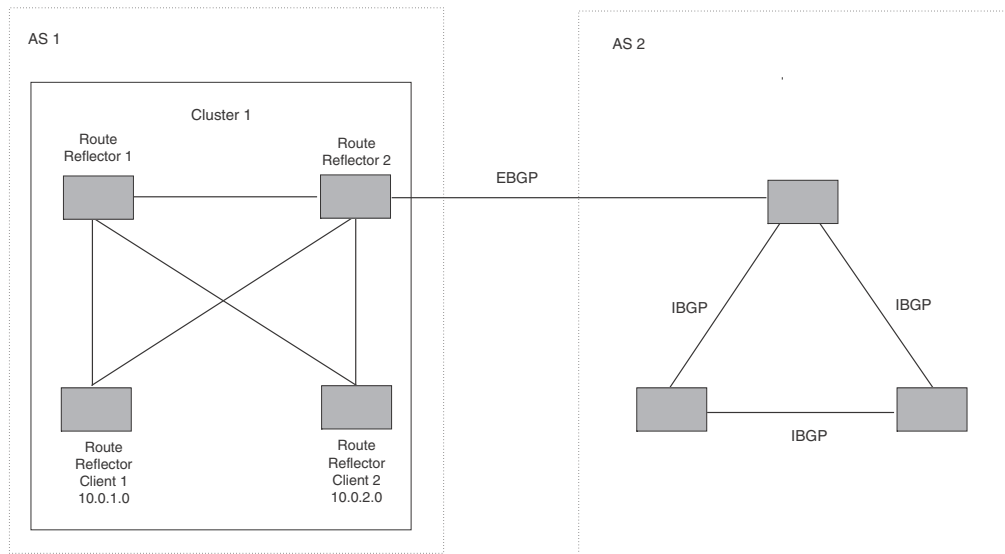 AS 1
AS 2
Cluster 1
Route
Reflector 1
Route
Reflector 2
EBGP
IBGP
IBGP
IBGP
Route
Reflector
Client 1
10.0.1.0
Route
Reflector
Client 2
10.0.2.0